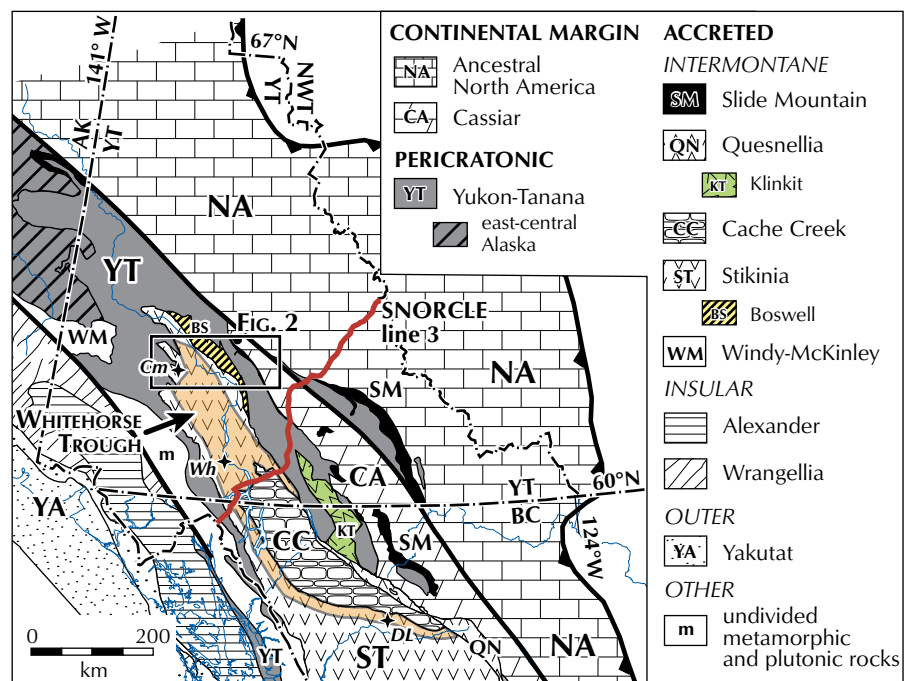 141° W
67°N
NWT
YT
AK
YT
NA
YT
WM
BS
FIG. 2
Cm
SNORCLE
line 3
WHITEHORSE
TROUGH
m
Wh
SM
NA
CA
YT
60°N
BC
124°W
YA
CC
KT
SM
DL
QN
ST
YT
NA
0 200
km
CONTINENTAL MARGIN
NA
Ancestral
North America
CA
Cassiar
PERICRATONIC
YT
Yukon-Tanana
east-central
Alaska
ACCRETED
INTERMONTANE
SM
Slide Mountain
QN
Quesnellia
KT
Klinkit
CC
Cache Creek
ST
Stikinia
BS
Boswell
WM
Windy-McKinley
INSULAR
Alexander
Wrangellia
OUTER
YA
Yakutat
OTHER
m
undivided
metamorphic
and plutonic rocks